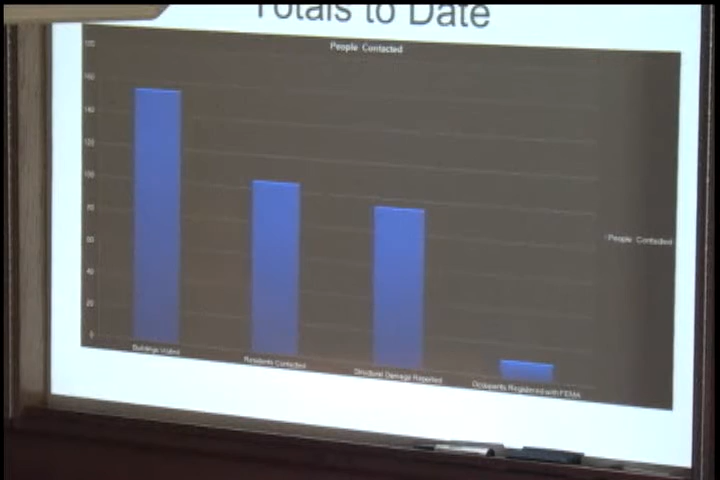 Totals to Date
People Contacted
180
160
140
120
100
80
60
40
20
0
People Contacted
Buildings Visited
Residents Contacted
Structural Damage Reported
Occupants Registered with FEMA